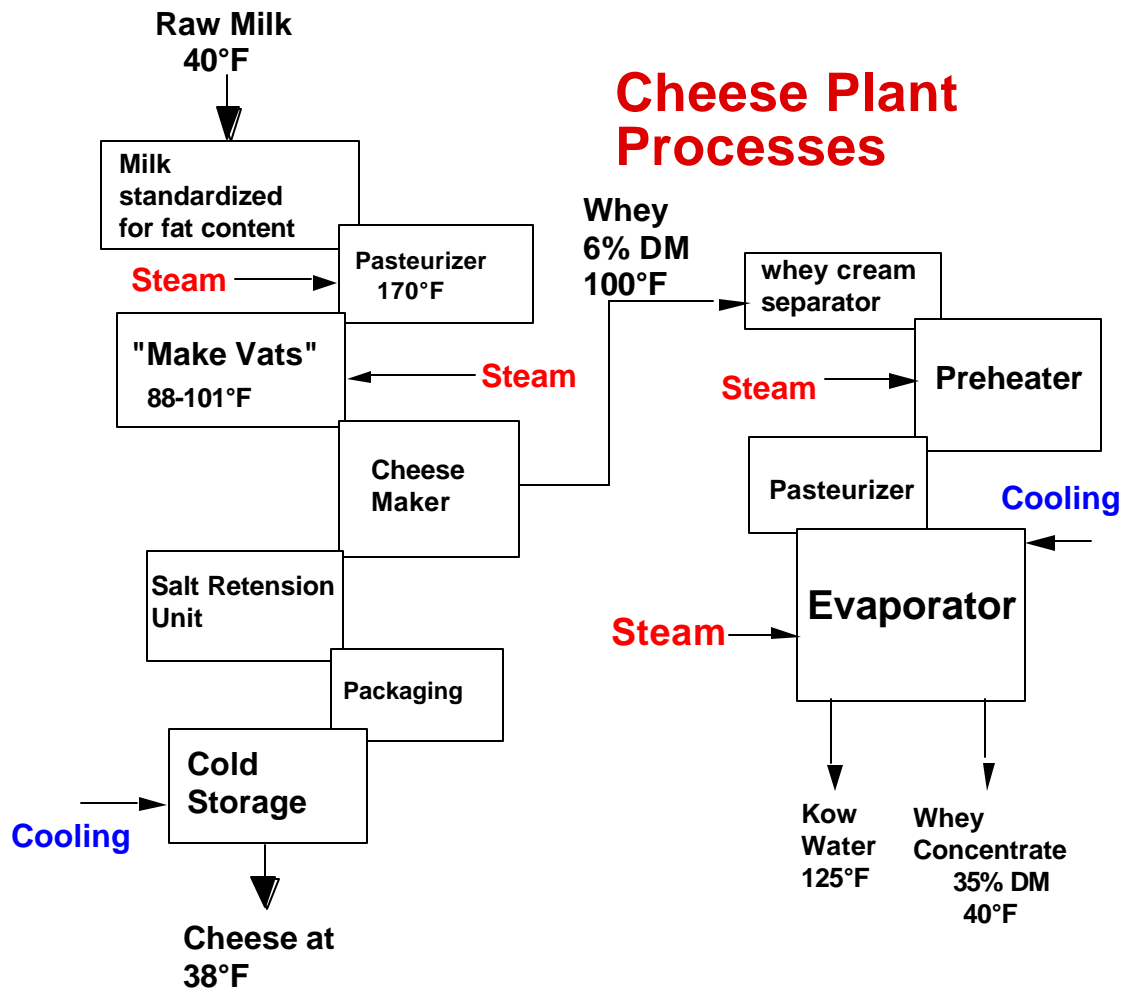 Raw Milk
40°F
Cheese Plant
Processes
Milk
standardized
for fat content
Steam
Pasteurizer
170°F
"Make Vats"
88-101°F
Steam
Cheese
Maker
Salt Retension
Unit
Packaging
Cold
Storage
Cooling
Cheese at
38°F
Whey
6% DM
100°F
whey cream
separator
Steam
Preheater
Pasteurizer
Cooling
Evaporator
Steam
Kow
Water
125°F
Whey
Concentrate
35% DM
40°F